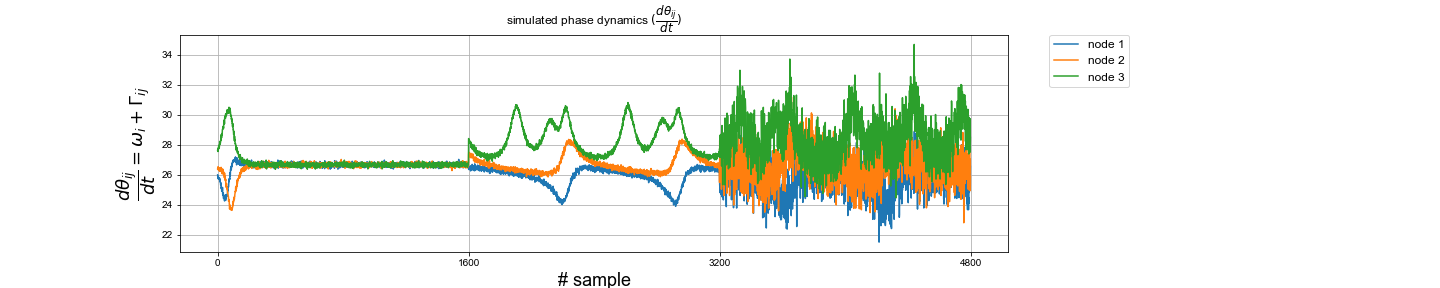 simulated phase dynamics (dθij/dt)
dθij/dt = ωi + Γij
34
32
30
28
26
24
22
0 1600 3200 4800
# sample
node 1
node 2
node 3